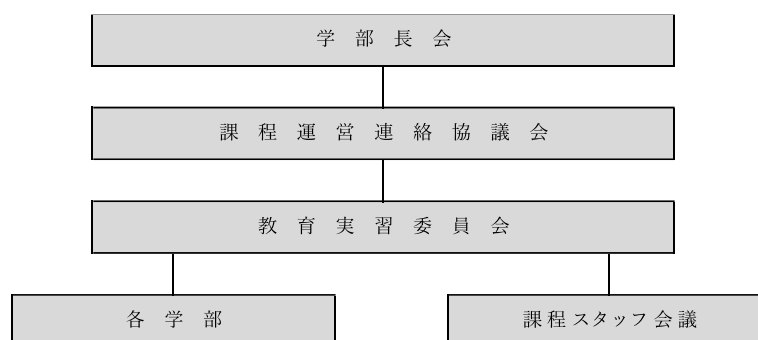 学部長会
課程運営連絡協議会
教育実習委員会
各学部
課程スタッフ会議